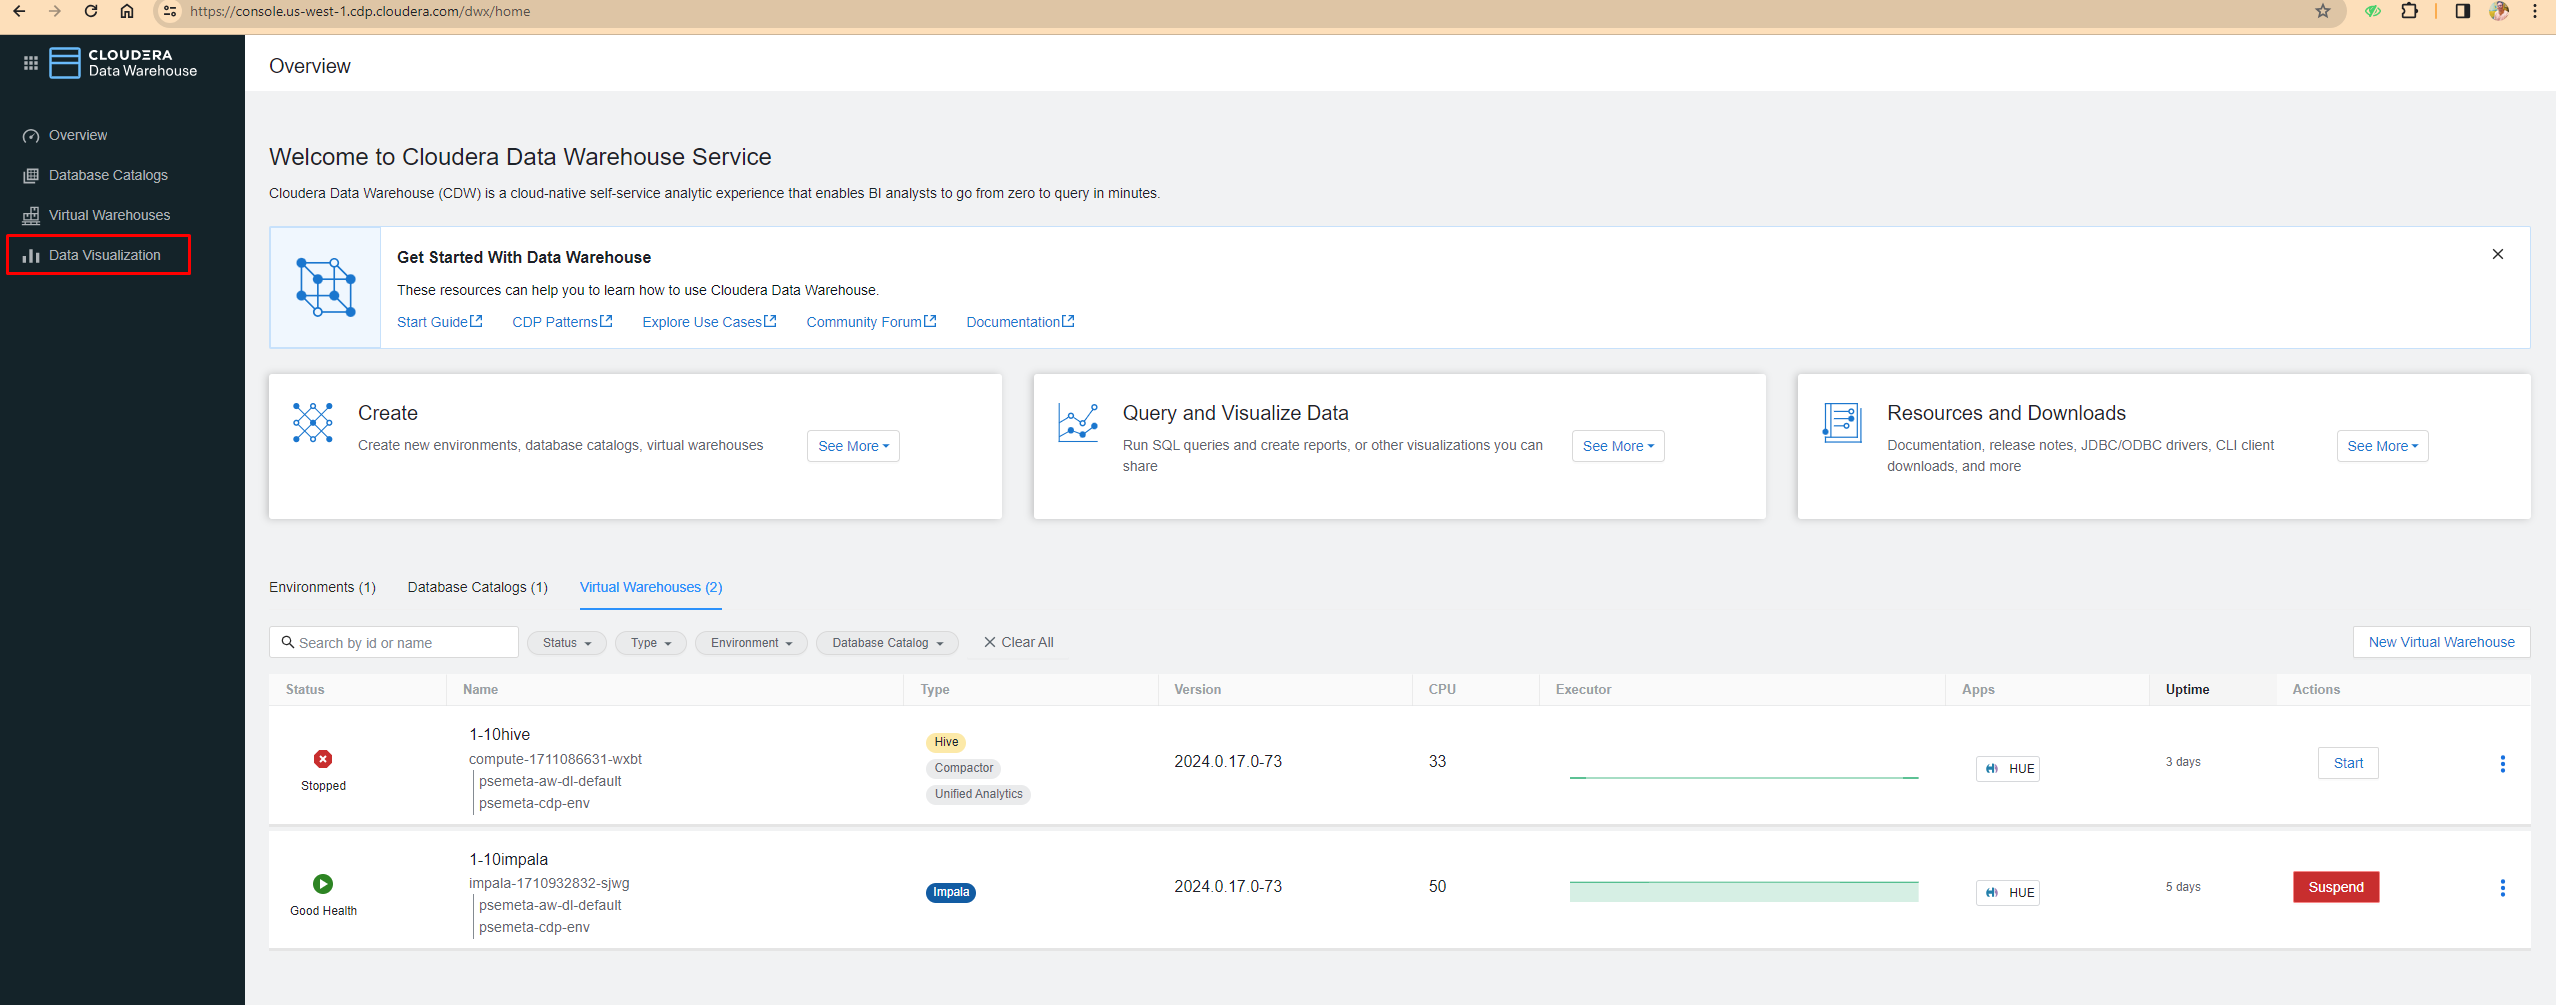 https://console.us-west-1.cdp.cloudera.com/dwx/home
CLOUDERA
Data Warehouse
Overview
Database Catalogs
Virtual Warehouses
Data Visualization
Overview
Welcome to Cloudera Data Warehouse Service
Cloudera Data Warehouse (CDW) is a cloud-native self-service analytic experience that enables BI analysts to go from zero to query in minutes.
Get Started With Data Warehouse
These resources can help you to learn how to use Cloudera Data Warehouse.
Start Guide CDP Patterns Explore Use Cases Community Forum Documentation
Create
Create new environments, database catalogs, virtual warehouses
See More
Query and Visualize Data
Run SQL queries and create reports, or other visualizations you can
share
See More
Resources and Downloads
Documentation, release notes, JDBC/ODBC drivers, CLI client
downloads, and more
See More
Environments (1) Database Catalogs (1) Virtual Warehouses (2)
Search by id or name Status Type Environment Database Catalog Clear All New Virtual Warehouse
Status Name Type Version CPU Executor Apps Uptime Actions
Stopped
1-10hive
compute-1711086631-wxbt
psemeta-aw-dl-default
psemeta-cdp-env
Hive
Compactor
Unified Analytics
2024.0.17.0-73 33 HUE 3 days Start
Good Health
1-10impala
impala-1710932832-sjwg
psemeta-aw-dl-default
psemeta-cdp-env
Impala
2024.0.17.0-73 50 HUE 5 days Suspend